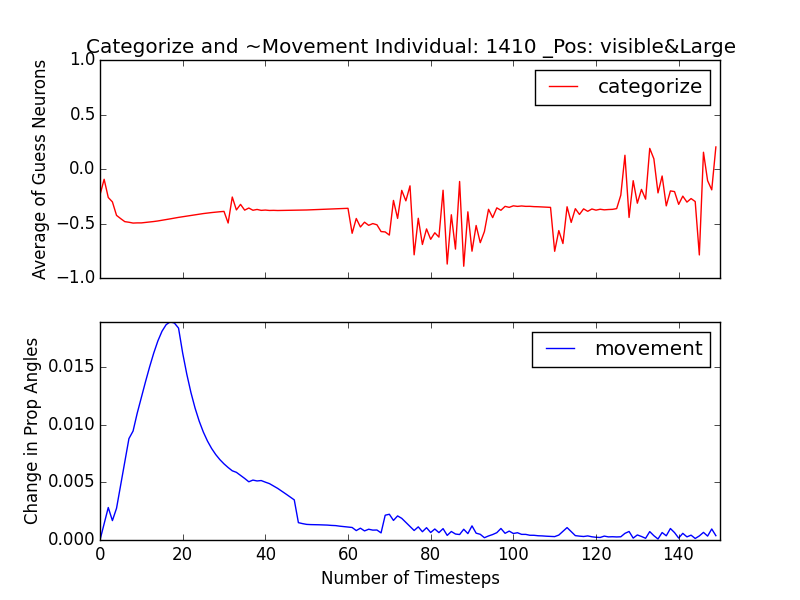 Categorize and ~Movement Individual: 1410 _Pos: visible&Large
1.0
0.5
0.0
−0.5
−1.0
Average of Guess Neurons
categorize
0.015
0.010
0.005
0.000
Change in Prop Angles
movement
0 20 40 60 80 100 120 140
Number of Timesteps